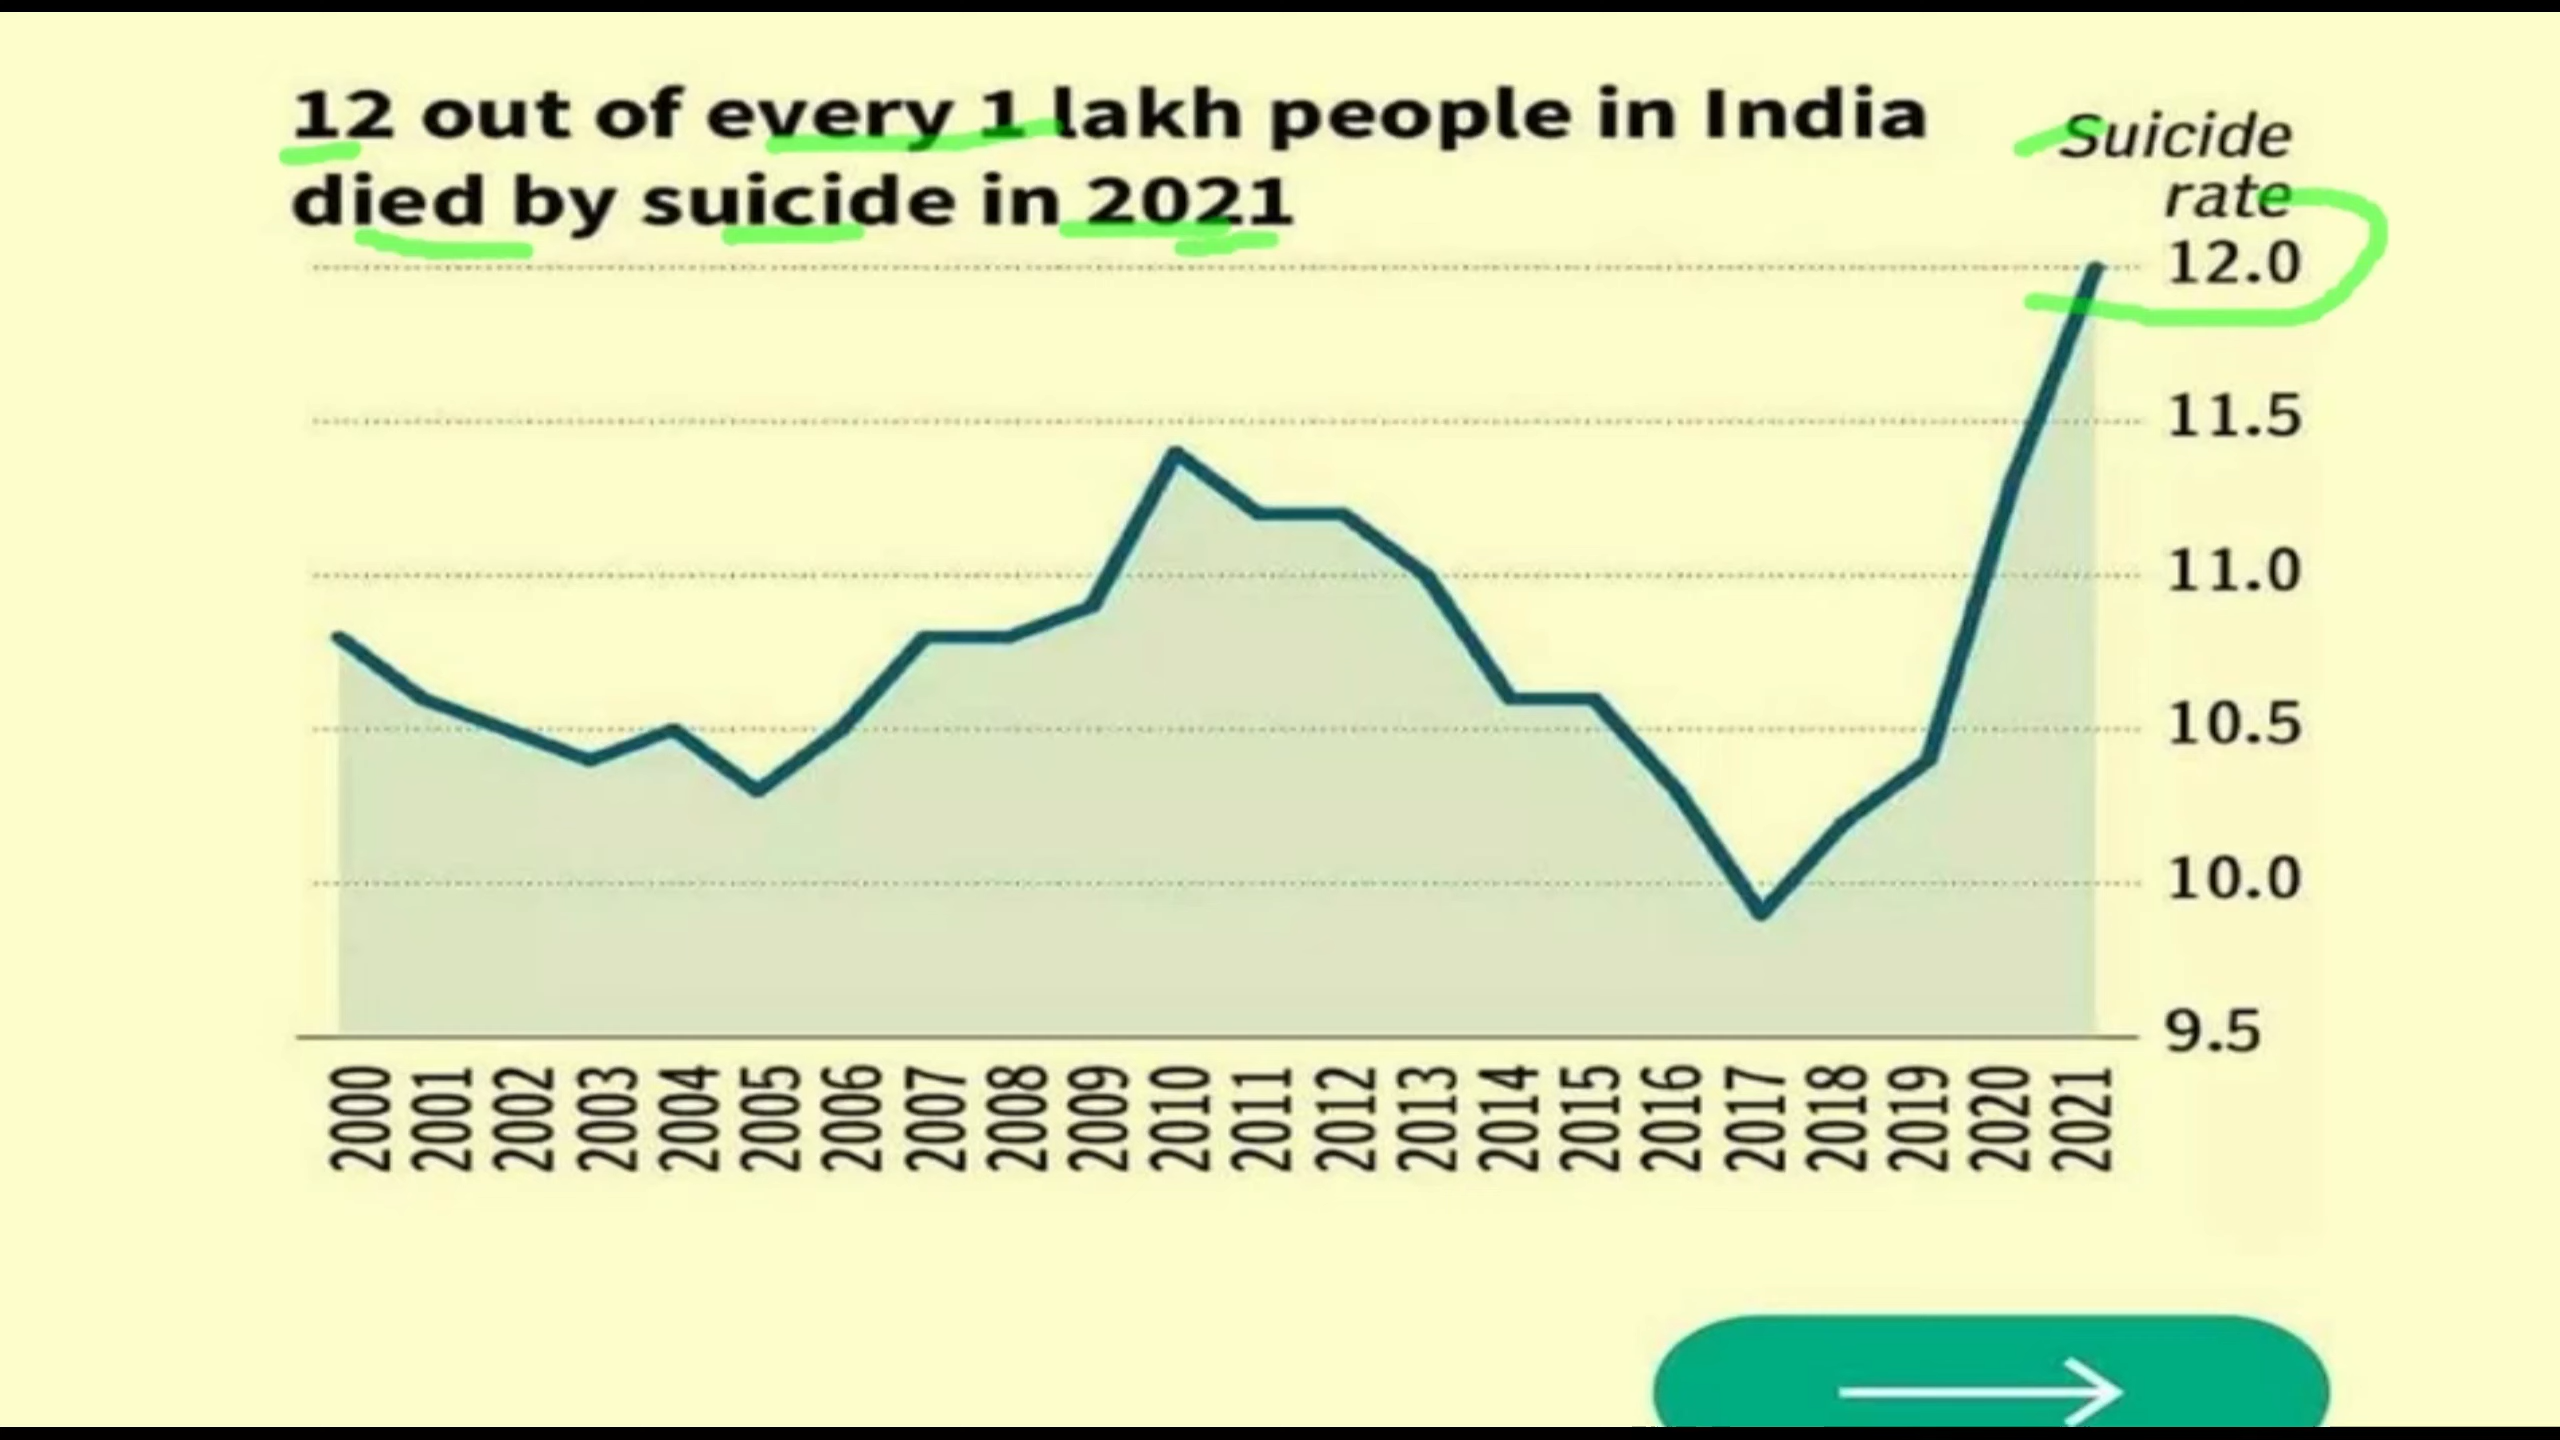 12 out of every 1 lakh people in India
died by suicide in 2021
Suicide
rate
12.0
11.5
11.0
10.5
10.0
9.5
2000 2001 2002 2003 2004 2005 2006 2007 2008 2009 2010 2011 2012 2013 2014 2015 2016 2017 2018 2019 2020 2021